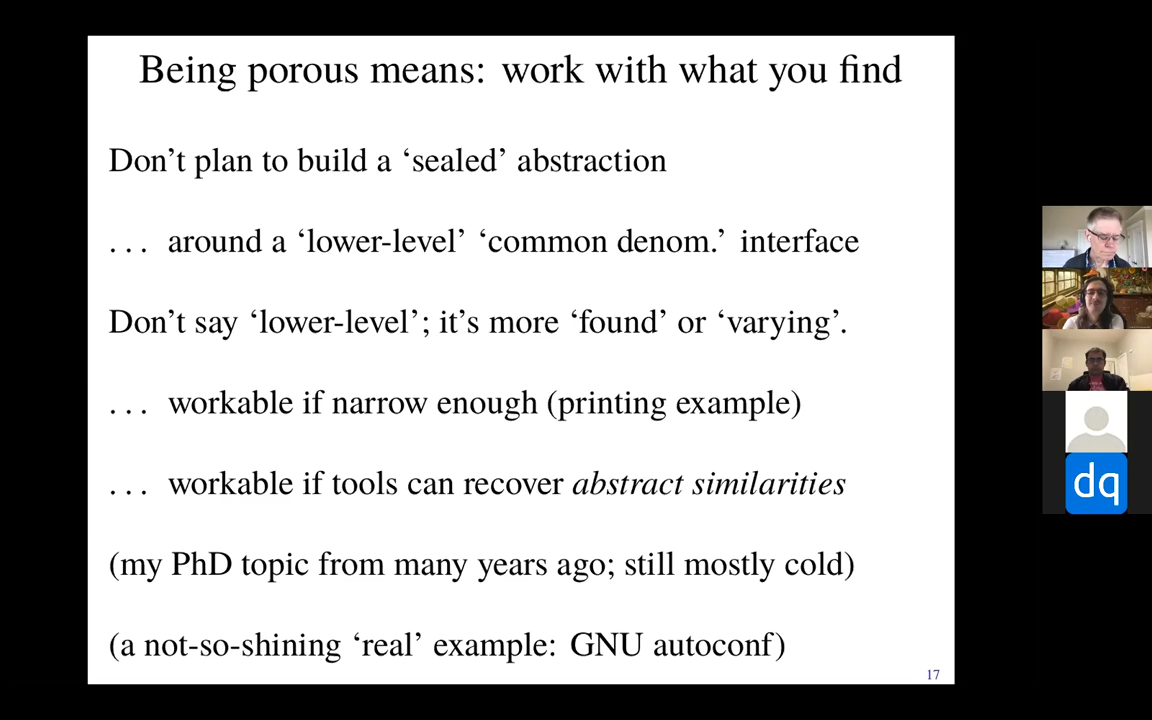 Being porous means: work with what you find
Don’t plan to build a ‘sealed’ abstraction
. . . around a ‘lower-level’ ‘common denom.’ interface
Don’t say ‘lower-level’; it’s more ‘found’ or ‘varying’.
. . . workable if narrow enough (printing example)
. . . workable if tools can recover abstract similarities
(my PhD topic from many years ago; still mostly cold)
(a not-so-shining ‘real’ example: GNU autoconf)
17
dq